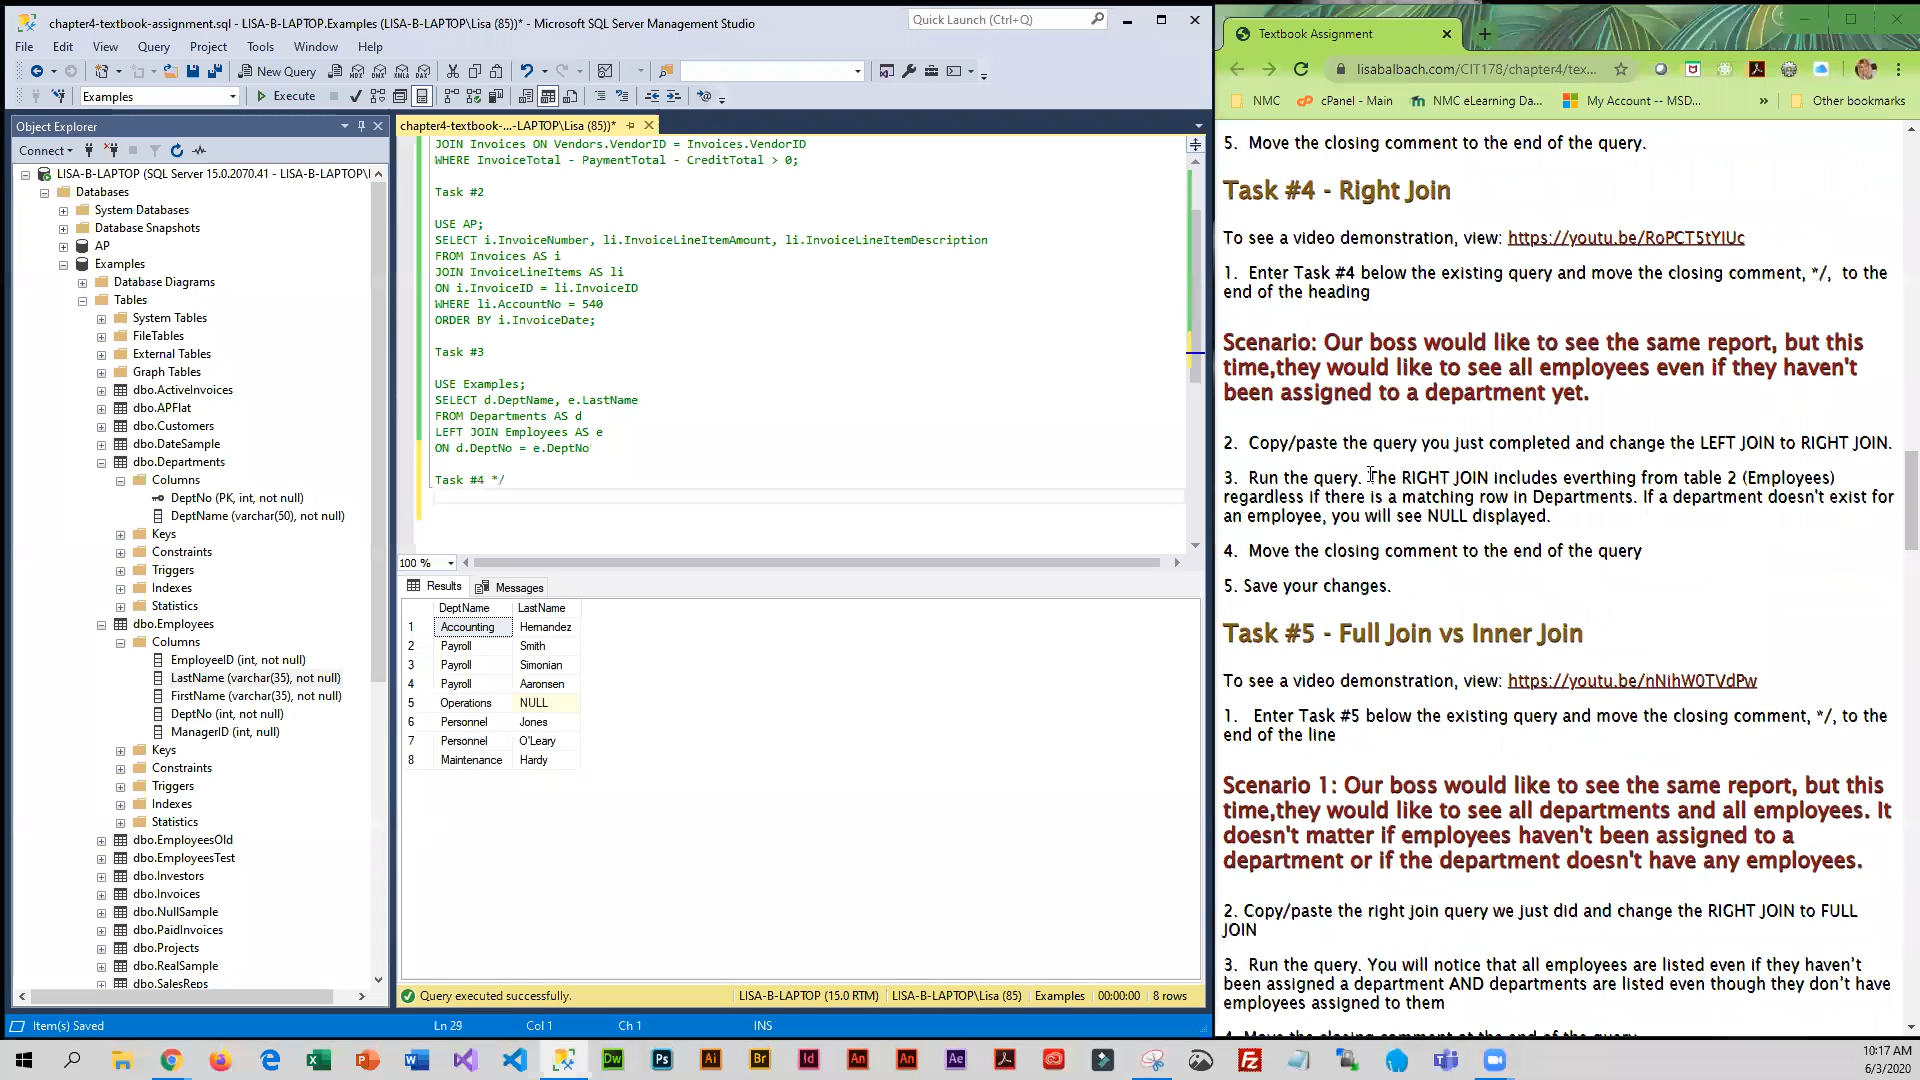 chapter4-textbook-assignment.sql - LISA-B-LAPTOP.Examples (LISA-B-LAPTOP\Lisa (85))* - Microsoft SQL Server Management Studio
Quick Launch (Ctrl+Q)
File Edit View Query Project Tools Window Help
New Query
Examples
Execute
Object Explorer
Connect
LISA-B-LAPTOP (SQL Server 15.0.2070.41 - LISA-B-LAPTOP\
Databases
System Databases
Database Snapshots
AP
Examples
Database Diagrams
Tables
System Tables
FileTables
External Tables
Graph Tables
dbo.ActiveInvoices
dbo.APFlat
dbo.Customers
dbo.DateSample
dbo.Departments
Columns
DeptNo (PK, int, not null)
DeptName (varchar(50), not null)
Keys
Constraints
Triggers
Indexes
Statistics
dbo.Employees
Columns
EmployeeID (int, not null)
LastName (varchar(35), not null)
FirstName (varchar(35), not null)
DeptNo (int, not null)
ManagerID (int, null)
Keys
Constraints
Triggers
Indexes
Statistics
dbo.EmployeesOld
dbo.EmployeesTest
dbo.Investors
dbo.Invoices
dbo.NullSample
dbo.PaidInvoices
dbo.Projects
dbo.RealSample
dbo.SalesReps
chapter4-textbook-...-LAPTOP\Lisa (85))*
JOIN Invoices ON Vendors.VendorID = Invoices.VendorID
WHERE InvoiceTotal - PaymentTotal - CreditTotal > 0;
Task #2
USE AP;
SELECT i.InvoiceNumber, li.InvoiceLineItemAmount, li.InvoiceLineItemDescription
FROM Invoices AS i
JOIN InvoiceLineItems AS li
ON i.InvoiceID = li.InvoiceID
WHERE li.AccountNo = 540
ORDER BY i.InvoiceDate;
Task #3
USE Examples;
SELECT d.DeptName, e.LastName
FROM Departments AS d
LEFT JOIN Employees AS e
ON d.DeptNo = e.DeptNo
Task #4 */
100 %
Results Messages
DeptName LastName
1 Accounting Hernandez
2 Payroll Smith
3 Payroll Simonian
4 Payroll Aaronsen
5 Operations NULL
6 Personnel Jones
7 Personnel O'Leary
8 Maintenance Hardy
Query executed successfully. LISA-B-LAPTOP (15.0 RTM) LISA-B-LAPTOP\Lisa (85) Examples 00:00:00 8 rows
Item(s) Saved Ln 29 Col 1 Ch 1 INS
Textbook Assignment
lisabalbach.com/CIT178/chapter4/tex...
NMC cPanel - Main NMC eLearning Da... My Account -- MSD... » Other bookmarks
5. Move the closing comment to the end of the query.
Task #4 - Right Join
To see a video demonstration, view: https://youtu.be/RoPCT5tYlUc
1. Enter Task #4 below the existing query and move the closing comment, */, to the
end of the heading
Scenario: Our boss would like to see the same report, but this
time,they would like to see all employees even if they haven't
been assigned to a department yet.
2. Copy/paste the query you just completed and change the LEFT JOIN to RIGHT JOIN.
3. Run the query. The RIGHT JOIN includes everthing from table 2 (Employees)
regardless if there is a matching row in Departments. If a department doesn't exist for
an employee, you will see NULL displayed.
4. Move the closing comment to the end of the query
5. Save your changes.
Task #5 - Full Join vs Inner Join
To see a video demonstration, view: https://youtu.be/nNihW0TVdPw
1. Enter Task #5 below the existing query and move the closing comment, */, to the
end of the line
Scenario 1: Our boss would like to see the same report, but this
time,they would like to see all departments and all employees. It
doesn't matter if employees haven't been assigned to a
department or if the department doesn't have any employees.
2. Copy/paste the right join query we just did and change the RIGHT JOIN to FULL
JOIN
3. Run the query. You will notice that all employees are listed even if they haven’t
been assigned a department AND departments are listed even though they don’t have
employees assigned to them
4. Move the closing comment at the end of the query
10:17 AM
6/3/2020